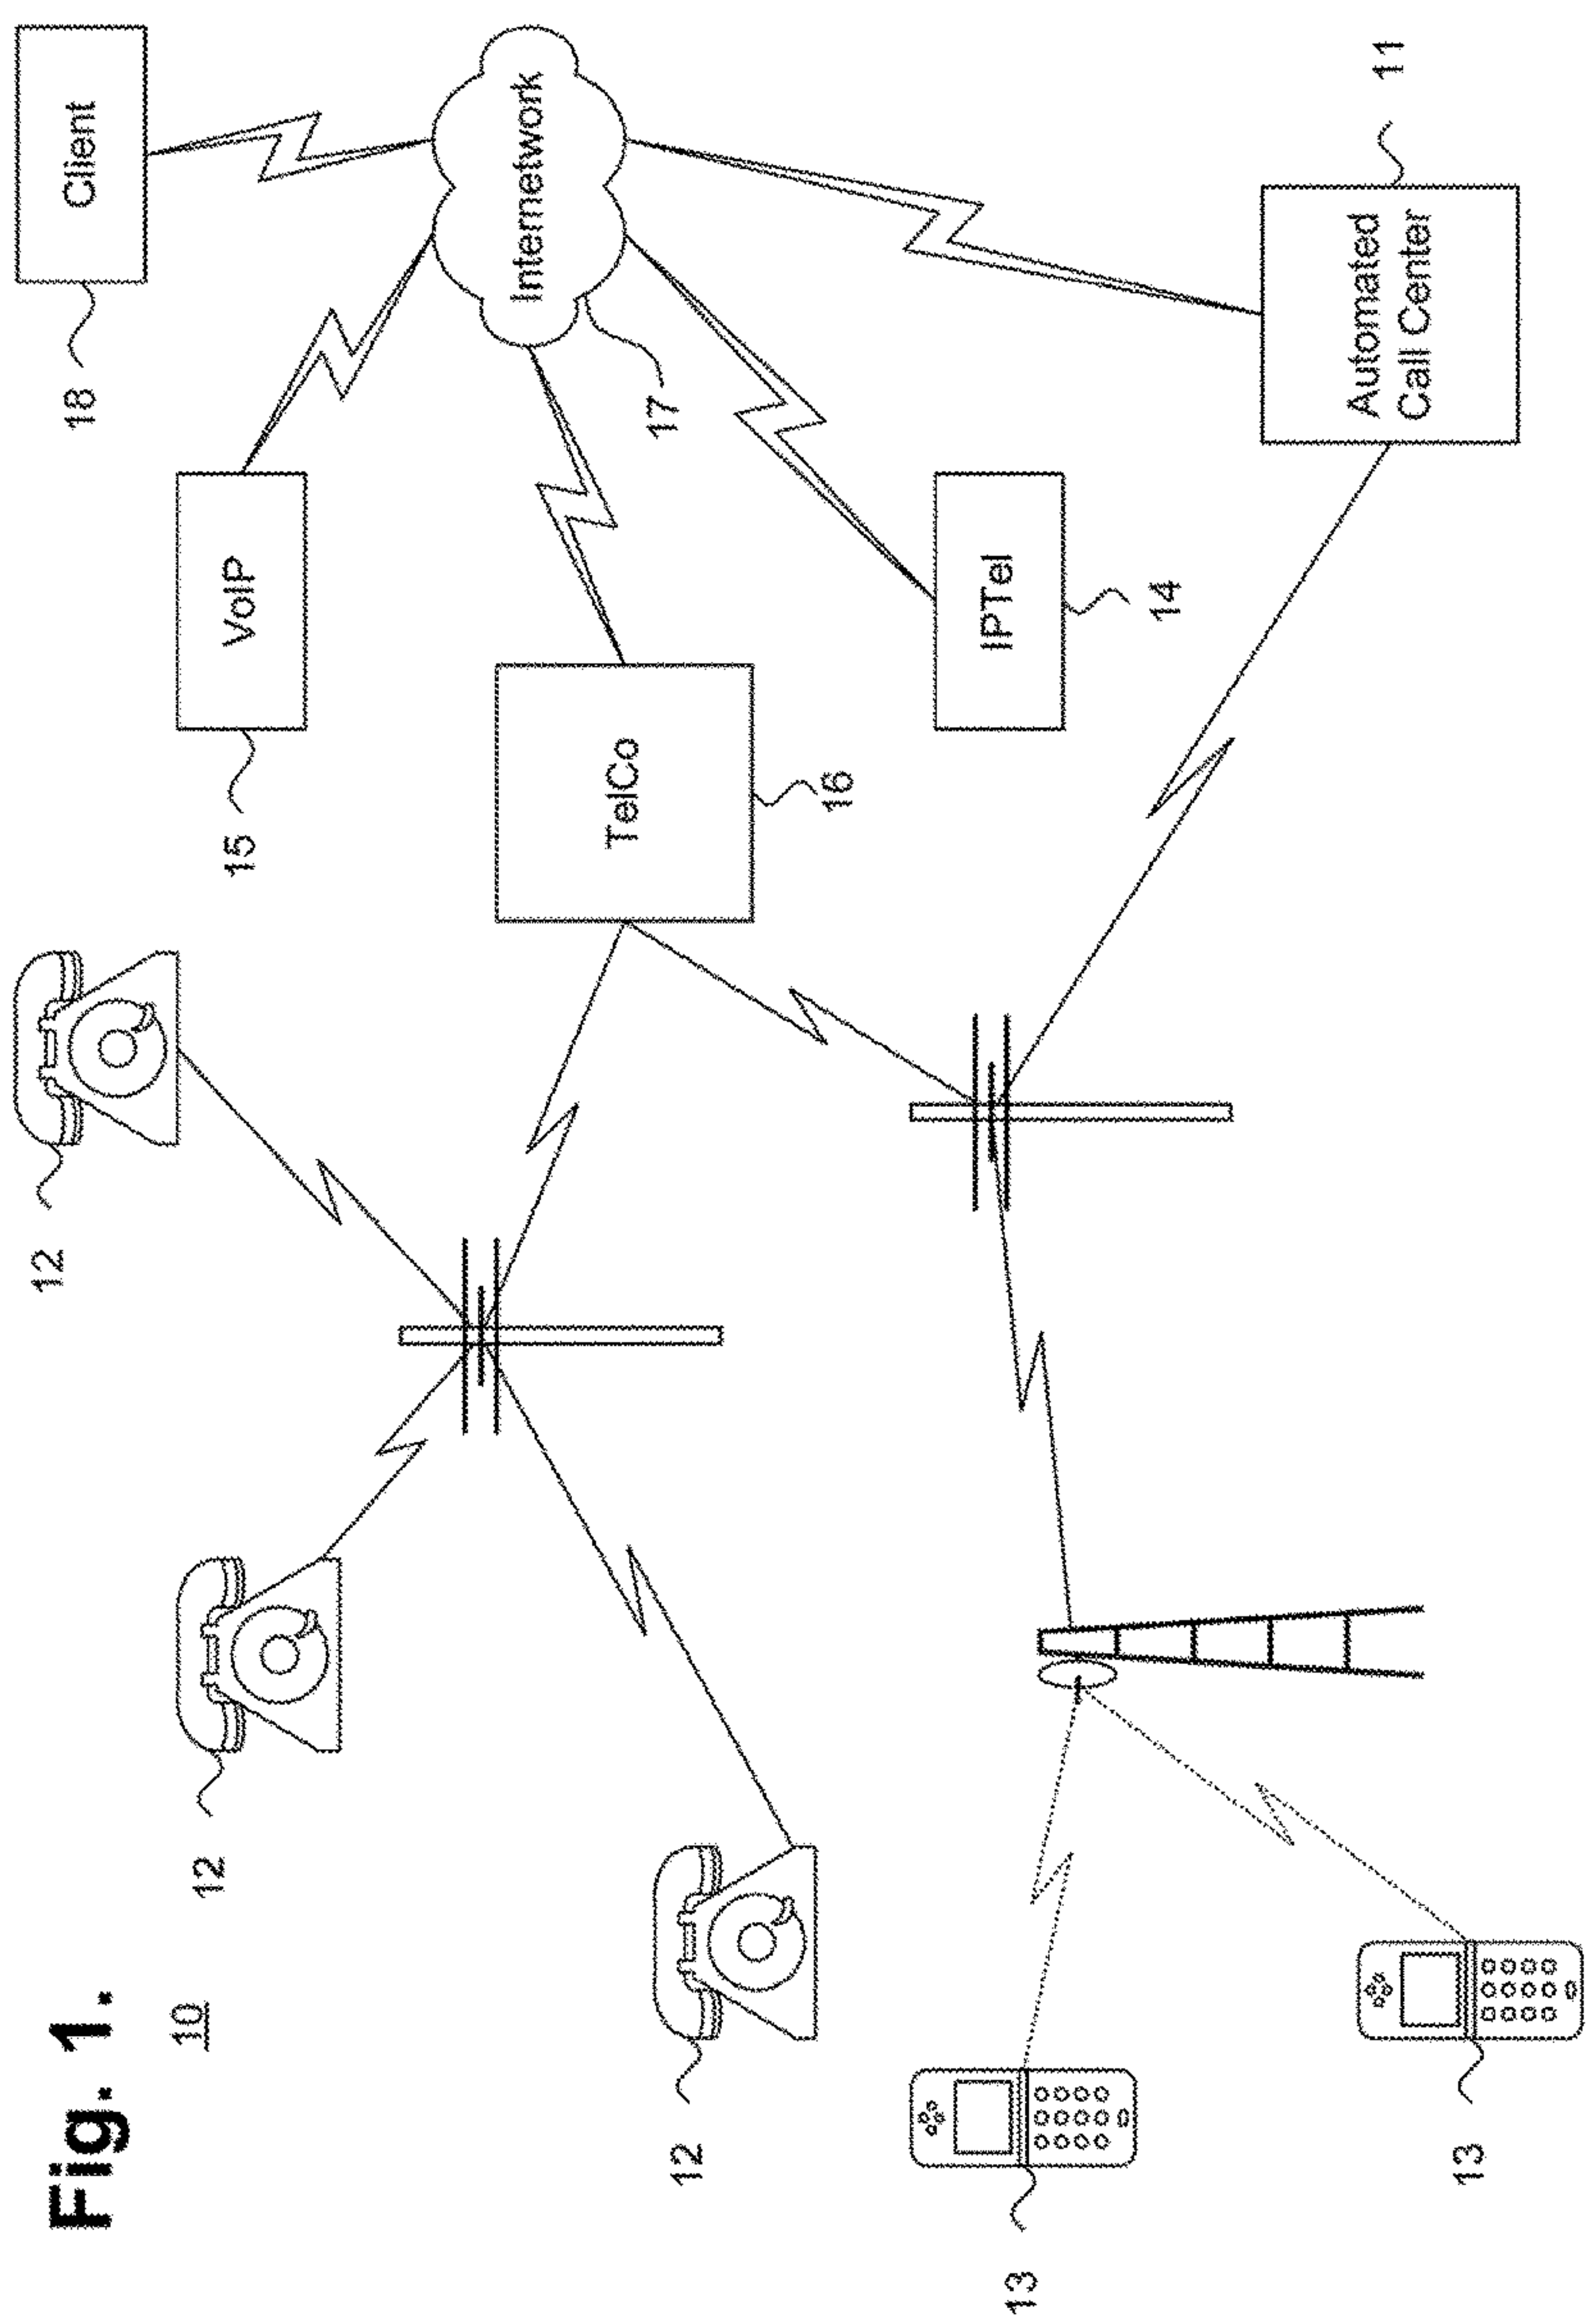 Fig. 1.
10
12
12
12
13
13
15
VoIP
18
Client
TelCo
16
Internetwork
17
IPTel
14
Automated
Call Center
11